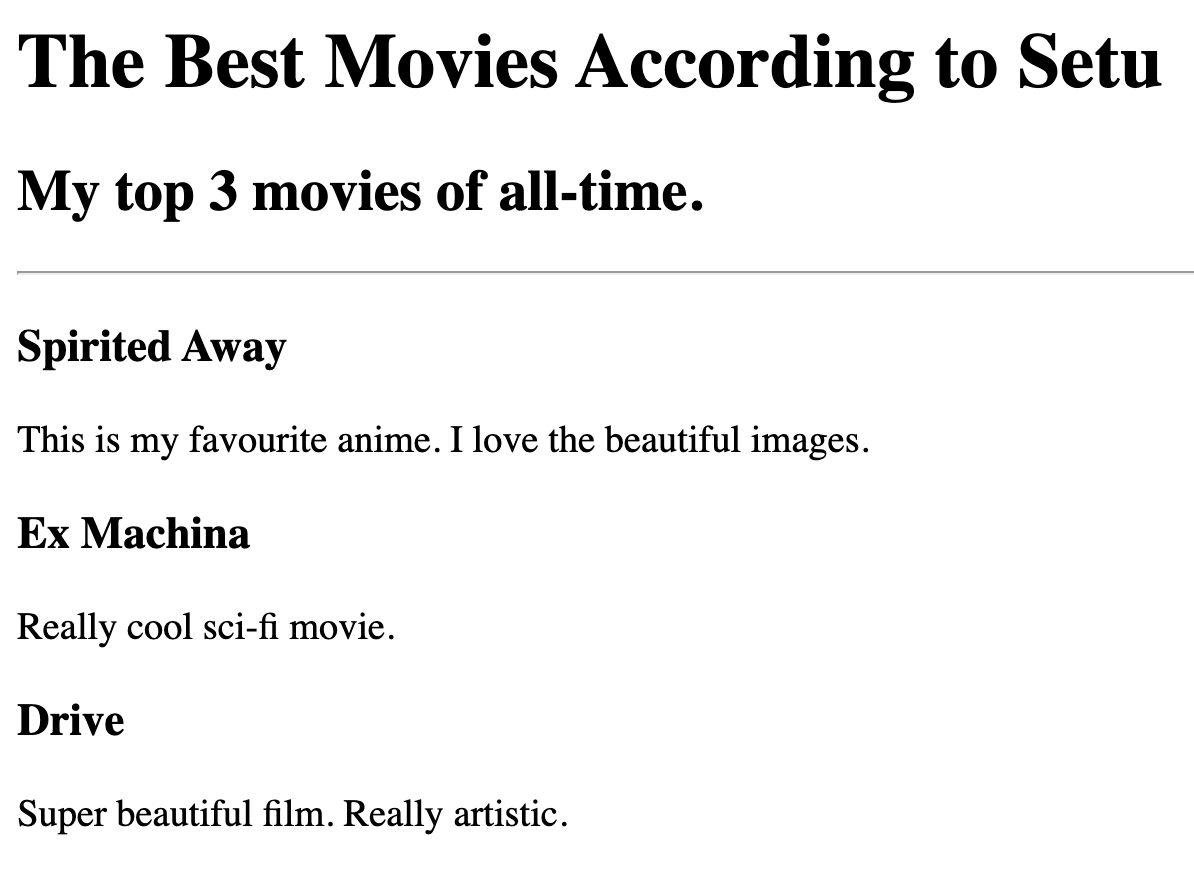 The Best Movies According to Setu
My top 3 movies of all-time.
Spirited Away
This is my favourite anime. I love the beautiful images.
Ex Machina
Really cool sci-fi movie.
Drive
Super beautiful film. Really artistic.